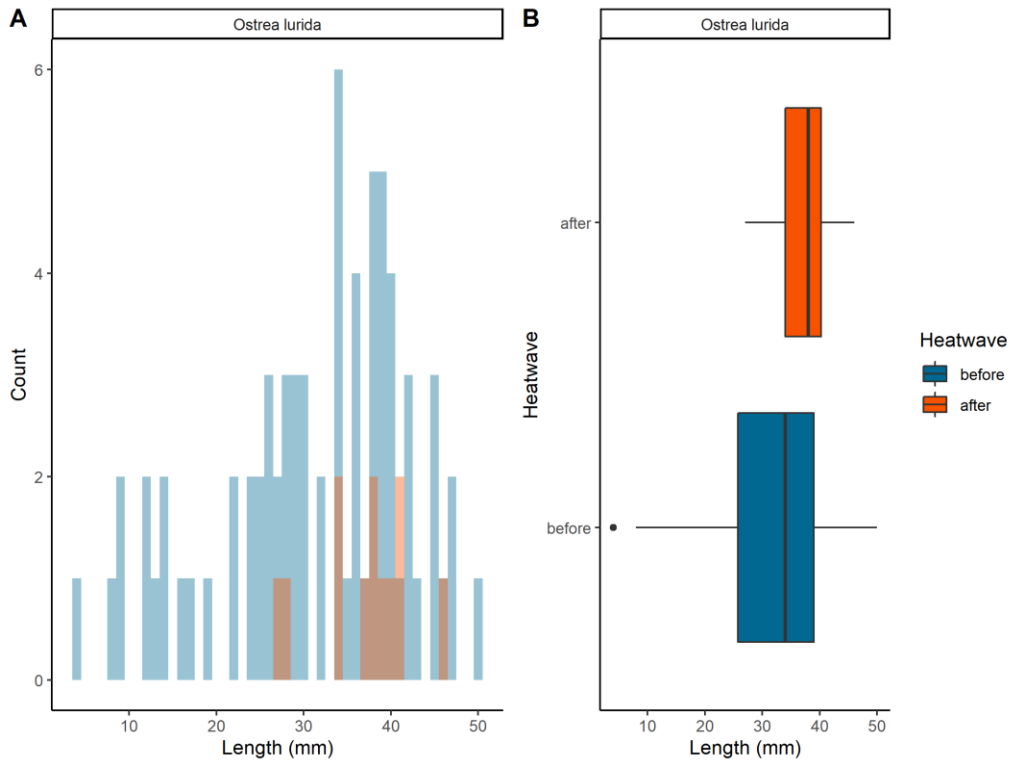 A
Ostrea lurida
Count
6
4
2
0
10 20 30 40 50
Length (mm)
B
Ostrea lurida
Heatwave
after
before
10 20 30 40 50
Length (mm)
Heatwave
before
after